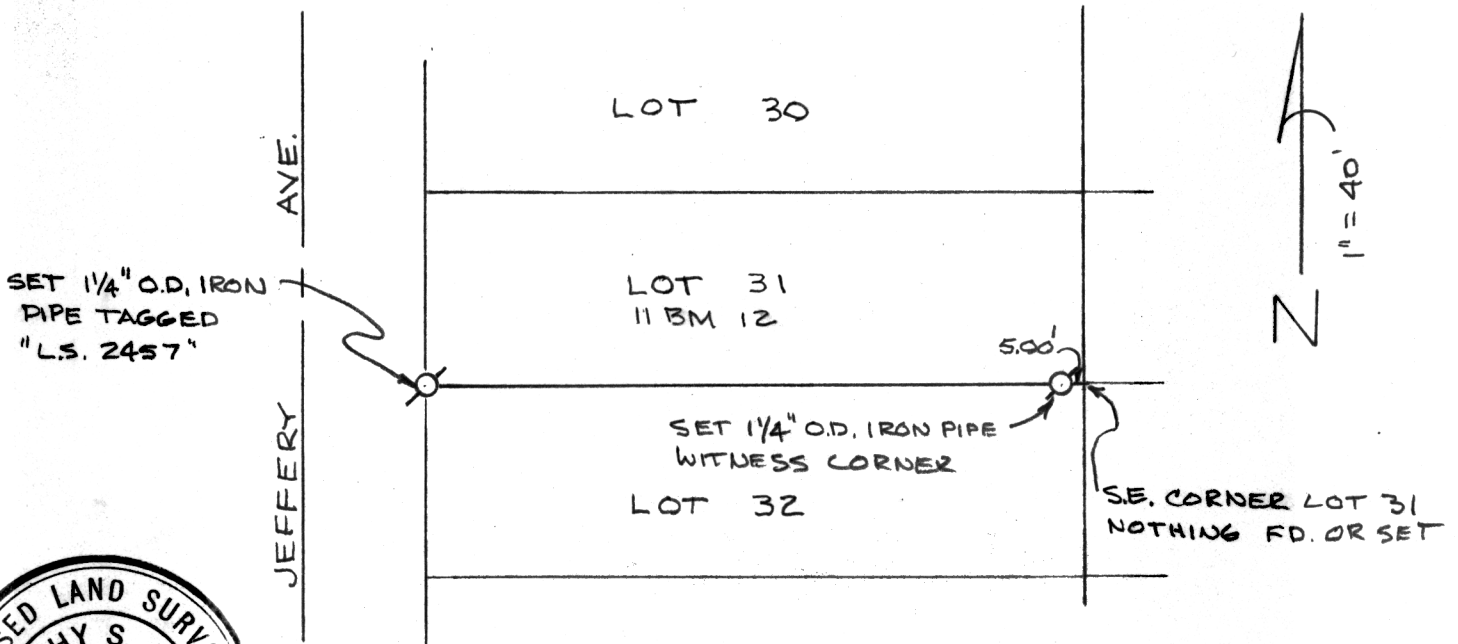 LOT 30
AVE.
1"= 40'
SET 1¼" O.D. IRON
PIPE TAGGED
"L.S. 2457"
LOT 31
11 BM 12
N
5.00'
JEFFERY
SET 1¼" O.D. IRON PIPE
WITNESS CORNER
LOT 32
S.E. CORNER LOT 31
NOTHING FD. OR SET
LAND